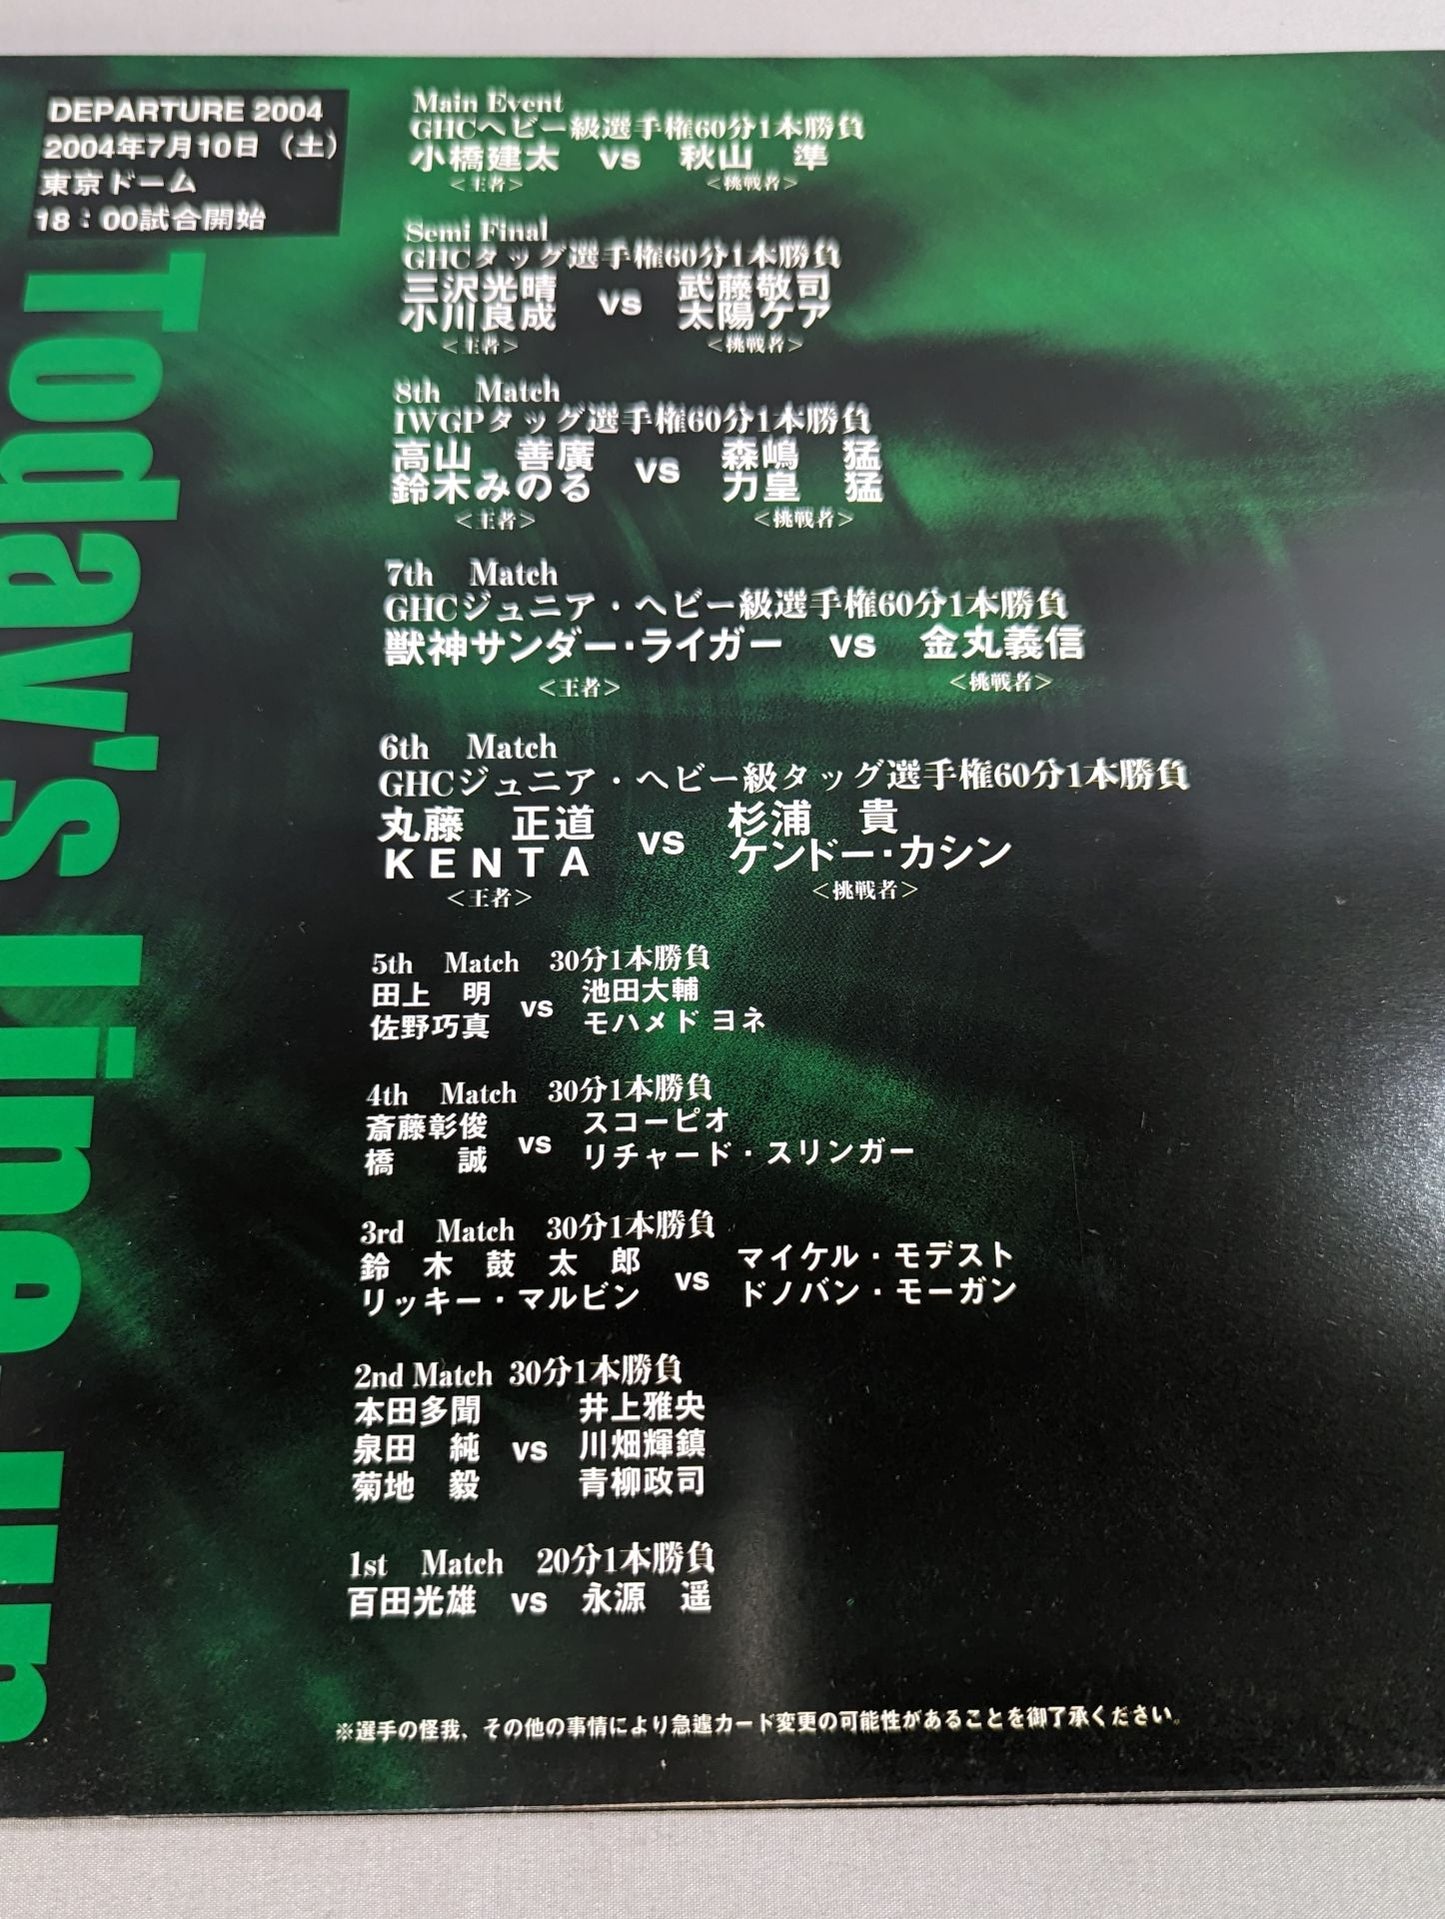 DEPARTURE 2004
2004年7月10日（土）
東京ドーム
18：00試合開始
Today's Line-Up
Main Event
GHCヘビー級選手権60分1本勝負
小橋建太 vs 秋山　準
＜王者＞ ＜挑戦者＞
Semi Final
GHCタッグ選手権60分1本勝負
三沢光晴 vs 武藤敬司
小川良成 太陽ケア
＜王者＞ ＜挑戦者＞
8th Match
IWGPタッグ選手権60分1本勝負
高山　善廣 vs 森嶋　猛
鈴木みのる 力皇　猛
＜王者＞ ＜挑戦者＞
7th Match
GHCジュニア・ヘビー級選手権60分1本勝負
獣神サンダー・ライガー vs 金丸義信
＜王者＞ ＜挑戦者＞
6th Match
GHCジュニア・ヘビー級タッグ選手権60分1本勝負
丸藤　正道 vs 杉浦　貴
KENTA ケンドー・カシン
＜王者＞ ＜挑戦者＞
5th Match 30分1本勝負
田上　明 vs 池田大輔
佐野巧真 モハメド ヨネ
4th Match 30分1本勝負
斎藤彰俊 vs スコーピオ
橋　誠 リチャード・スリンガー
3rd Match 30分1本勝負
鈴木鼓太郎 vs マイケル・モデスト
リッキー・マルビン ドノバン・モーガン
2nd Match 30分1本勝負
本田多聞 井上雅央
泉田　純 vs 川畑輝鎮
菊地　毅 青柳政司
1st Match 20分1本勝負
百田光雄 vs 永源　遥
※選手の怪我、その他の事情により急遽カード変更の可能性があることを御了承ください。